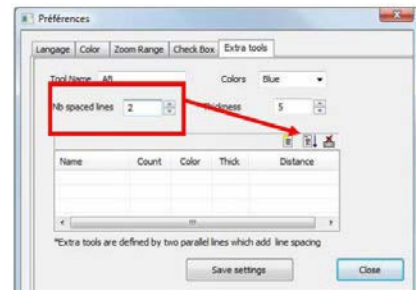 Préférences
Langage Color Zoom Range Check Box Extra tools
Tool Name AB Colors Blue
Nb spaced lines 2 Thickness 5
Name Count Color Thick Distance
*Extra tools are defined by two parallel lines which add line spacing
Save settings Close